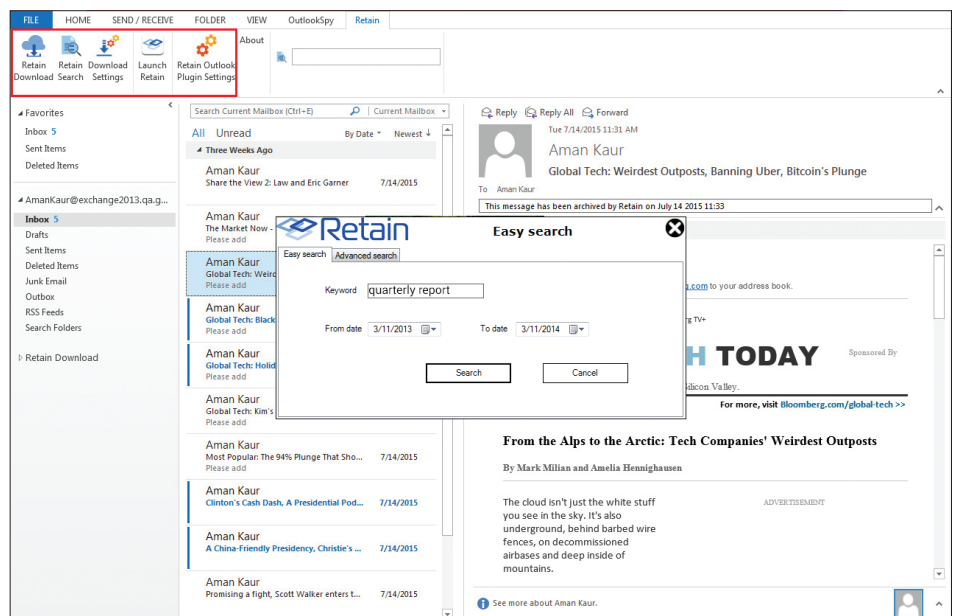 FILE HOME SEND / RECEIVE FOLDER VIEW OutlookSpy Retain
Retain Download
Retain Search
Download Settings
Launch Retain
Retain Outlook Plugin Settings
About
Favorites
Inbox 5
Sent Items
Deleted Items
AmanKaur@exchange2013.qa.g...
Inbox 5
Drafts
Sent Items
Deleted Items
Junk Email
Outbox
RSS Feeds
Search Folders
Retain Download
Search Current Mailbox (Ctrl+E) Current Mailbox
All Unread By Date Newest ↓
Three Weeks Ago
Aman Kaur
Share the View 2: Law and Eric Garner 7/14/2015
Aman Kaur
The Market Now -
Please add
Aman Kaur
Global Tech: Weird
Please add
Aman Kaur
Global Tech: Black
Please add
Aman Kaur
Global Tech: Holid
Please add
Aman Kaur
Global Tech: Kim's
Please add
Aman Kaur
Most Popular: The 94% Plunge That Sho... 7/14/2015
Please add
Aman Kaur
Clinton's Cash Dash, A Presidential Pod... 7/14/2015
Aman Kaur
A China-Friendly Presidency, Christie's ... 7/14/2015
Aman Kaur
Promising a fight, Scott Walker enters t... 7/14/2015
Retain Easy search
Easy search Advanced search
Keyword quarterly report
From date 3/11/2013 To date 3/11/2014
Search Cancel
Reply Reply All Forward
Tue 7/14/2015 11:31 AM
Aman Kaur
Global Tech: Weirdest Outposts, Banning Uber, Bitcoin's Plunge
To Aman Kaur
This message has been archived by Retain on July 14 2015 11:33
g.com to your address book.
rg TV+
H TODAY Sponsored By
Silicon Valley.
For more, visit Bloomberg.com/global-tech >>
From the Alps to the Arctic: Tech Companies' Weirdest Outposts
By Mark Milian and Amelia Hennighausen
The cloud isn't just the white stuff
you see in the sky. It's also
underground, behind barbed wire
fences, on decommissioned
airbases and deep inside of
mountains.
ADVERTISEMENT
See more about Aman Kaur.